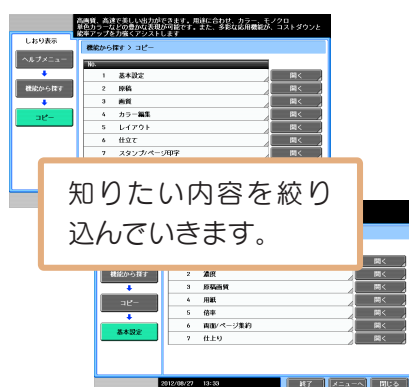 高画質、高速で美しい出力ができます。用途に合わせ、カラー、モノクロ
単色カラーなどの豊かな表現が可能です。また、多彩な応用機能が、コストダウンと
能率アップを力強くアシストします
しおり表示
機能から探す > コピー
No.
ヘルプメニュー
1 基本設定 開く
機能から探す
2 原稿 開く
3 画質 開く
コピー
4 カラー編集 開く
5 レイアウト 開く
6 仕立て 開く
7 スタンプ/ページ印字 開く
知りたい内容を絞り
込んでいきます。
開く
機能から探す
2 濃度 開く
3 原稿画質 開く
コピー
4 用紙 開く
5 倍率 開く
基本設定
6 両面/ページ集約 開く
7 仕上り 開く
2012/08/27 13:33 終了 メニューへ 閉じる